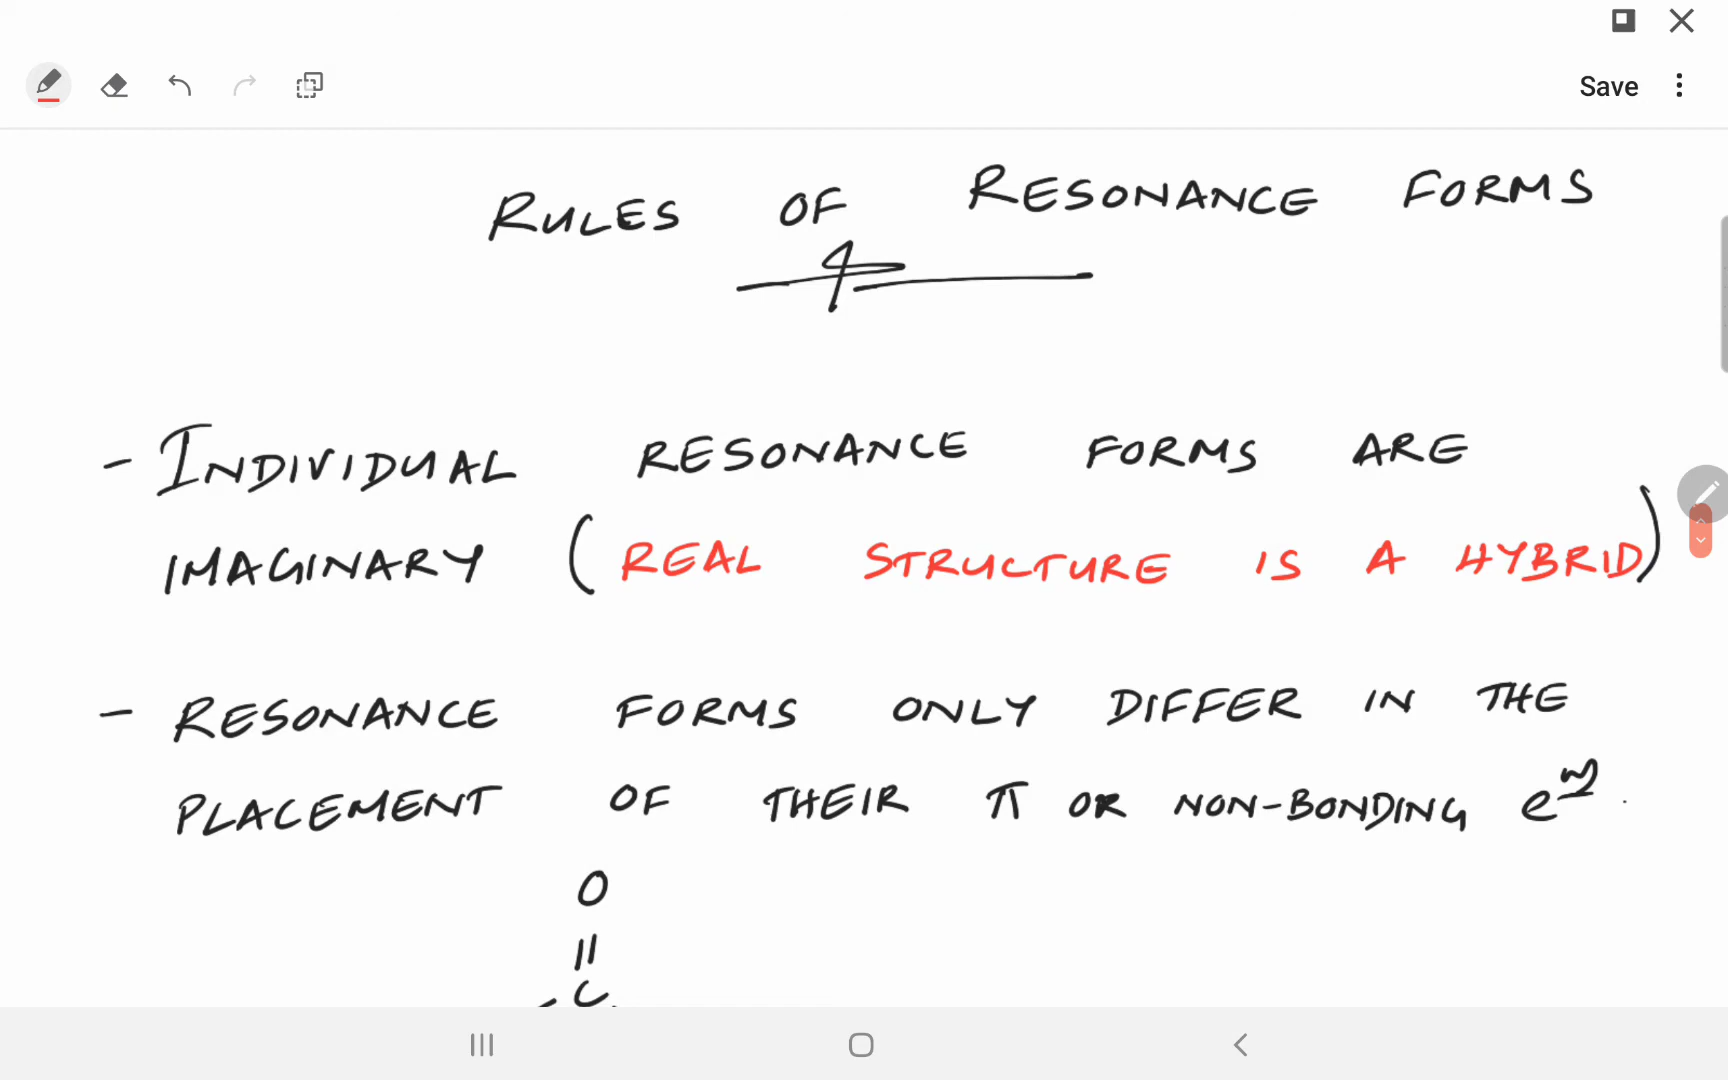 Save
RULES OF RESONANCE FORMS
- INDIVIDUAL RESONANCE FORMS ARE
IMAGINARY (REAL STRUCTURE IS A HYBRID)
- RESONANCE FORMS ONLY DIFFER IN THE
PLACEMENT OF THEIR π OR NON-BONDING e
O
C